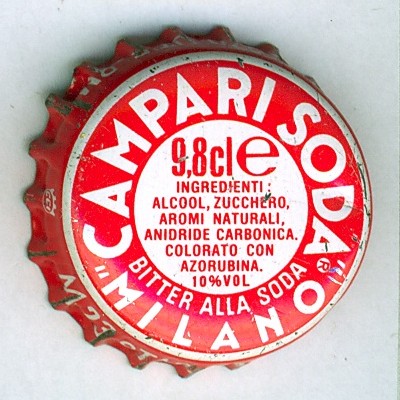 "CAMPARI SODA"®
9,8cl e
INGREDIENTI:
ALCOOL, ZUCCHERO,
AROMI NATURALI,
ANIDRIDE CARBONICA.
COLORATO CON
AZORUBINA.
10%VOL
BITTER ALLA SODA
MILANO